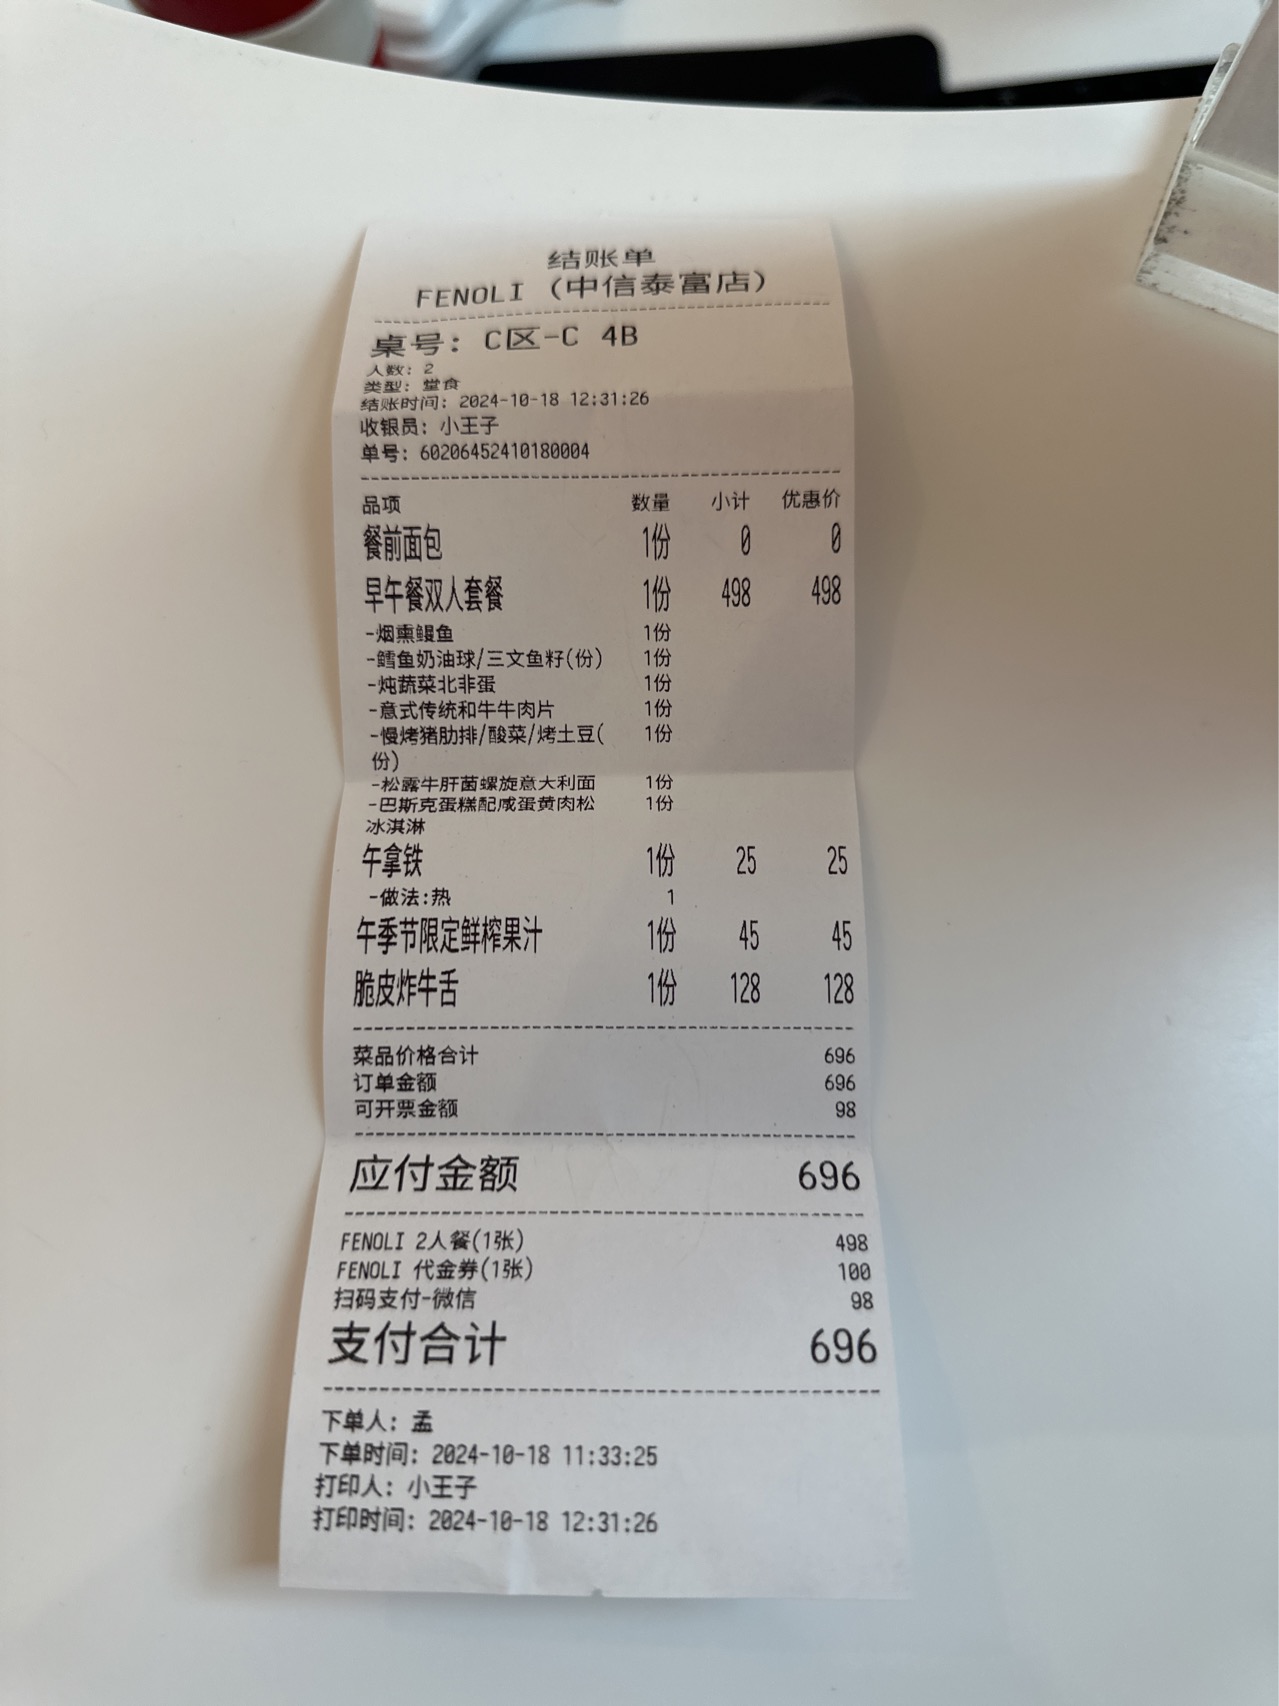 结账单
FENOLI（中信泰富店）
桌号: C区-C 4B
人数: 2
类型: 堂食
结账时间: 2024-10-18 12:31:26
收银员: 小王子
单号: 60206452410180004
品项 数量 小计 优惠价
餐前面包 1份 0 0
早午餐双人套餐 1份 498 498
-烟熏鳗鱼 1份
-鳕鱼奶油球/三文鱼籽(份) 1份
-炖蔬菜北非蛋 1份
-意式传统和牛牛肉片 1份
-慢烤猪肋排/酸菜/烤土豆( 1份
份)
-松露牛肝菌螺旋意大利面 1份
-巴斯克蛋糕配咸蛋黄肉松 1份
冰淇淋
午拿铁 1份 25 25
-做法:热 1
午季节限定鲜榨果汁 1份 45 45
脆皮炸牛舌 1份 128 128
菜品价格合计 696
订单金额 696
可开票金额 98
应付金额 696
FENOLI 2人餐(1张) 498
FENOLI 代金券(1张) 100
扫码支付-微信 98
支付合计 696
下单人: 孟
下单时间: 2024-10-18 11:33:25
打印人: 小王子
打印时间: 2024-10-18 12:31:26